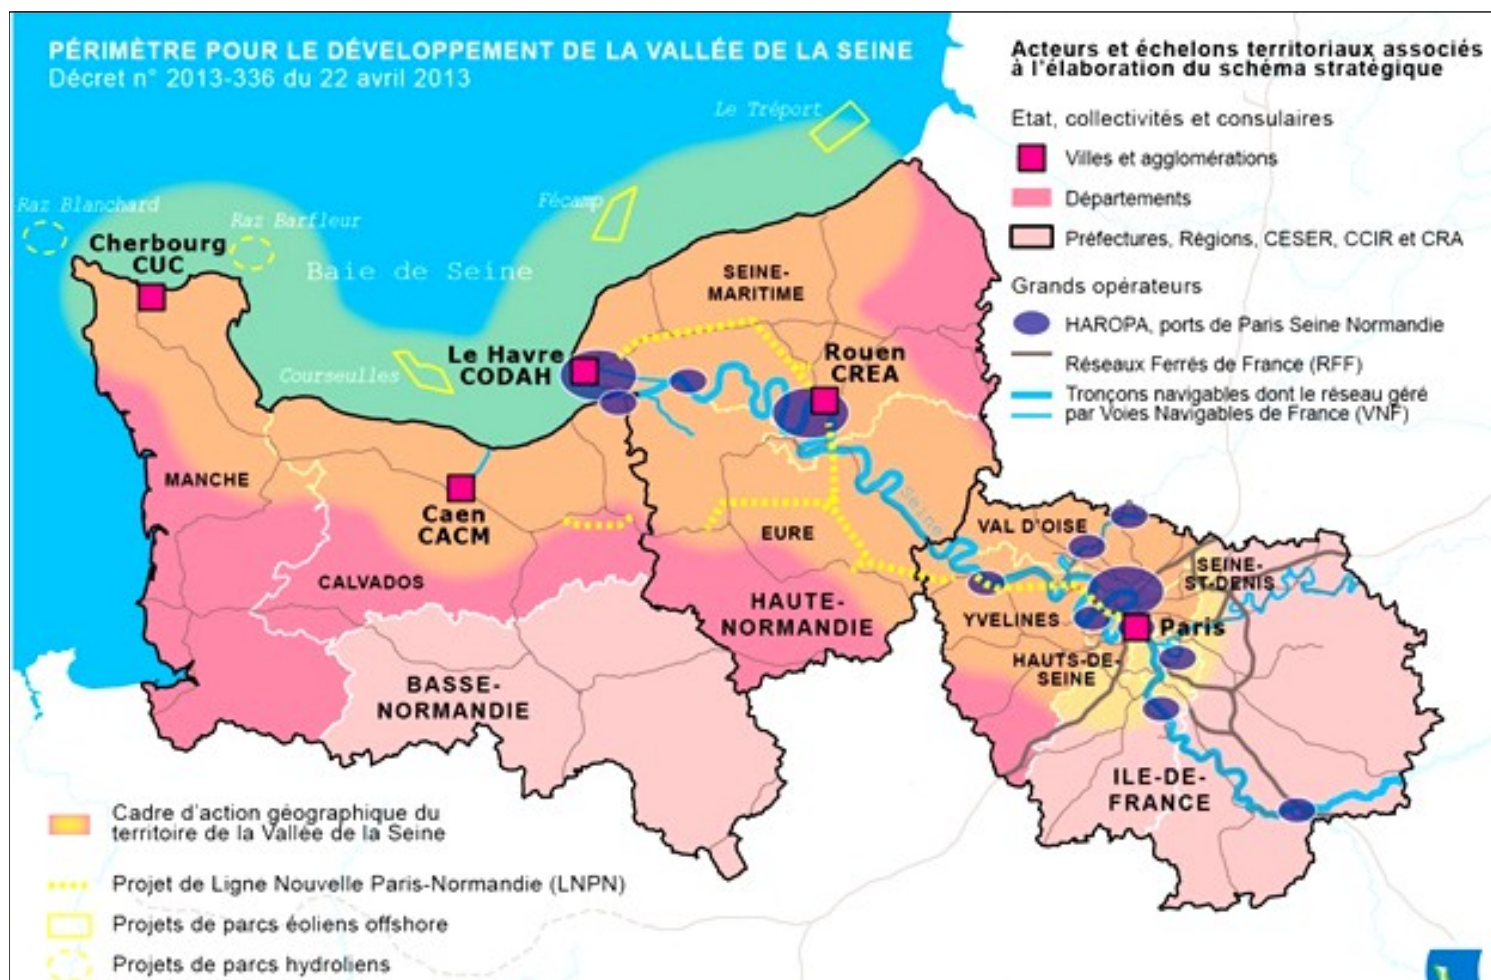 PÉRIMÈTRE POUR LE DÉVELOPPEMENT DE LA VALLÉE DE LA SEINE
Décret n° 2013-336 du 22 avril 2013
Acteurs et échelons territoriaux associés
à l'élaboration du schéma stratégique
Etat, collectivités et consulaires
Villes et agglomérations
Départements
Préfectures, Régions, CESER, CCIR et CRA
Grands opérateurs
HAROPA, ports de Paris Seine Normandie
Réseaux Ferrés de France (RFF)
Tronçons navigables dont le réseau géré
par Voies Navigables de France (VNF)
Le Tréport
Fécamp
Raz Blanchard
Raz Barfleur
Cherbourg
CUC
Baie de Seine
SEINE-
MARITIME
Le Havre
CODAH
Rouen
CREA
Courseulles
MANCHE
Caen
CACM
Seine
EURE
VAL D'OISE
SEINE-
ST-DENIS
CALVADOS
HAUTE-
NORMANDIE
YVELINES
Paris
HAUTS-DE-
SEINE
BASSE-
NORMANDIE
ILE-DE-
FRANCE
Cadre d'action géographique du
territoire de la Vallée de la Seine
Projet de Ligne Nouvelle Paris-Normandie (LNPN)
Projets de parcs éoliens offshore
Projets de parcs hydroliens